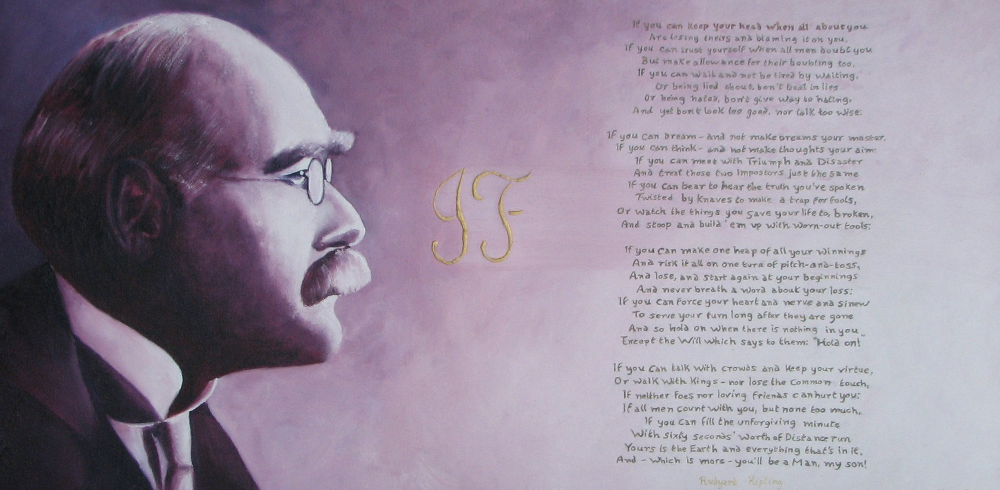 IF
If you can keep your head when all about you
Are losing theirs and blaming it on you,
If you can trust yourself when all men doubt you
But make allowance for their doubting too,
If you can wait and not be tired by waiting,
Or being lied about, don't deal in lies
Or being hated, don't give way to hating,
And yet don't look too good, nor talk too wise:
If you can Dream - and not make Dreams your master,
If you can think - and not make thoughts your aim:
If you can meet with Triumph and Disaster
And treat those two Impostors just the same
If you can bear to hear the truth you've spoken
Twisted by Knaves to make a trap for fools,
Or watch the things you gave your life to, broken,
And stoop and build 'em up with worn-out tools;
If you can make one heap of all your winnings
And risk it all on one turn of pitch-and-toss,
And lose, and start again at your beginnings
And never breath a word about your loss:
If you can force your heart and nerve and sinew
To serve your turn long after they are gone
And so hold on when there is nothing in you
Except the Will which says to them: "Hold on!"
If you can talk with crowds and keep your virtue,
Or walk with Kings - nor lose the Common touch,
If neither foes nor loving friends can hurt you:
If all men count with you, but none too much,
If you can fill the unforgiving minute
With sixty seconds' worth of Distance run
Yours is the Earth and everything that's in it,
And - which is more - you'll be a Man, my son!
Rudyard Kipling